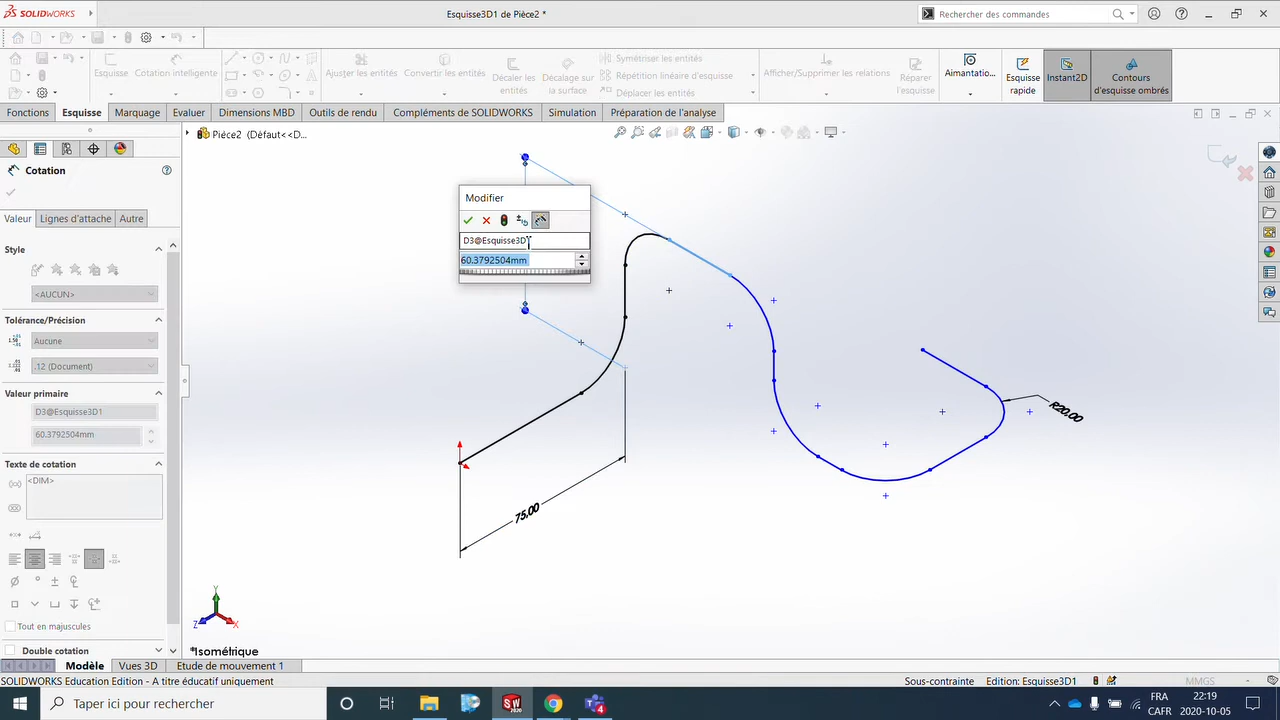 SOLIDWORKS
Esquisse3D1 de Pièce2 *
Rechercher des commandes
Esquisse
Cotation intelligente
Ajuster les entités
Convertir les entités
Décaler les entités
Décalage sur la surface
Symétriser les entités
Répétition linéaire d'esquisse
Déplacer les entités
Afficher/Supprimer les relations
Réparer l'esquisse
Aimantatio...
Esquisse rapide
Instant2D
Contours d'esquisse ombrés
Fonctions
Esquisse
Marquage
Evaluer
Dimensions MBD
Outils de rendu
Compléments de SOLIDWORKS
Simulation
Préparation de l'analyse
Pièce2 (Défaut<<D...
Cotation
Valeur
Lignes d'attache
Autre
Style
<AUCUN>
Tolérance/Précision
Aucune
.12 (Document)
Valeur primaire
D3@Esquisse3D1
60.3792504mm
Texte de cotation
<DIM>
Tout en majuscules
Double cotation
Modifier
D3@Esquisse3D
60.3792504mm
R20.00
75.00
Y
Z
X
*Isométrique
Modèle
Vues 3D
Etude de mouvement 1
SOLIDWORKS Education Edition - A titre éducatif uniquement
Sous-contrainte
Edition: Esquisse3D1
MMGS
Taper ici pour rechercher
SW
2020
FRA
CAFR
22:19
2020-10-05